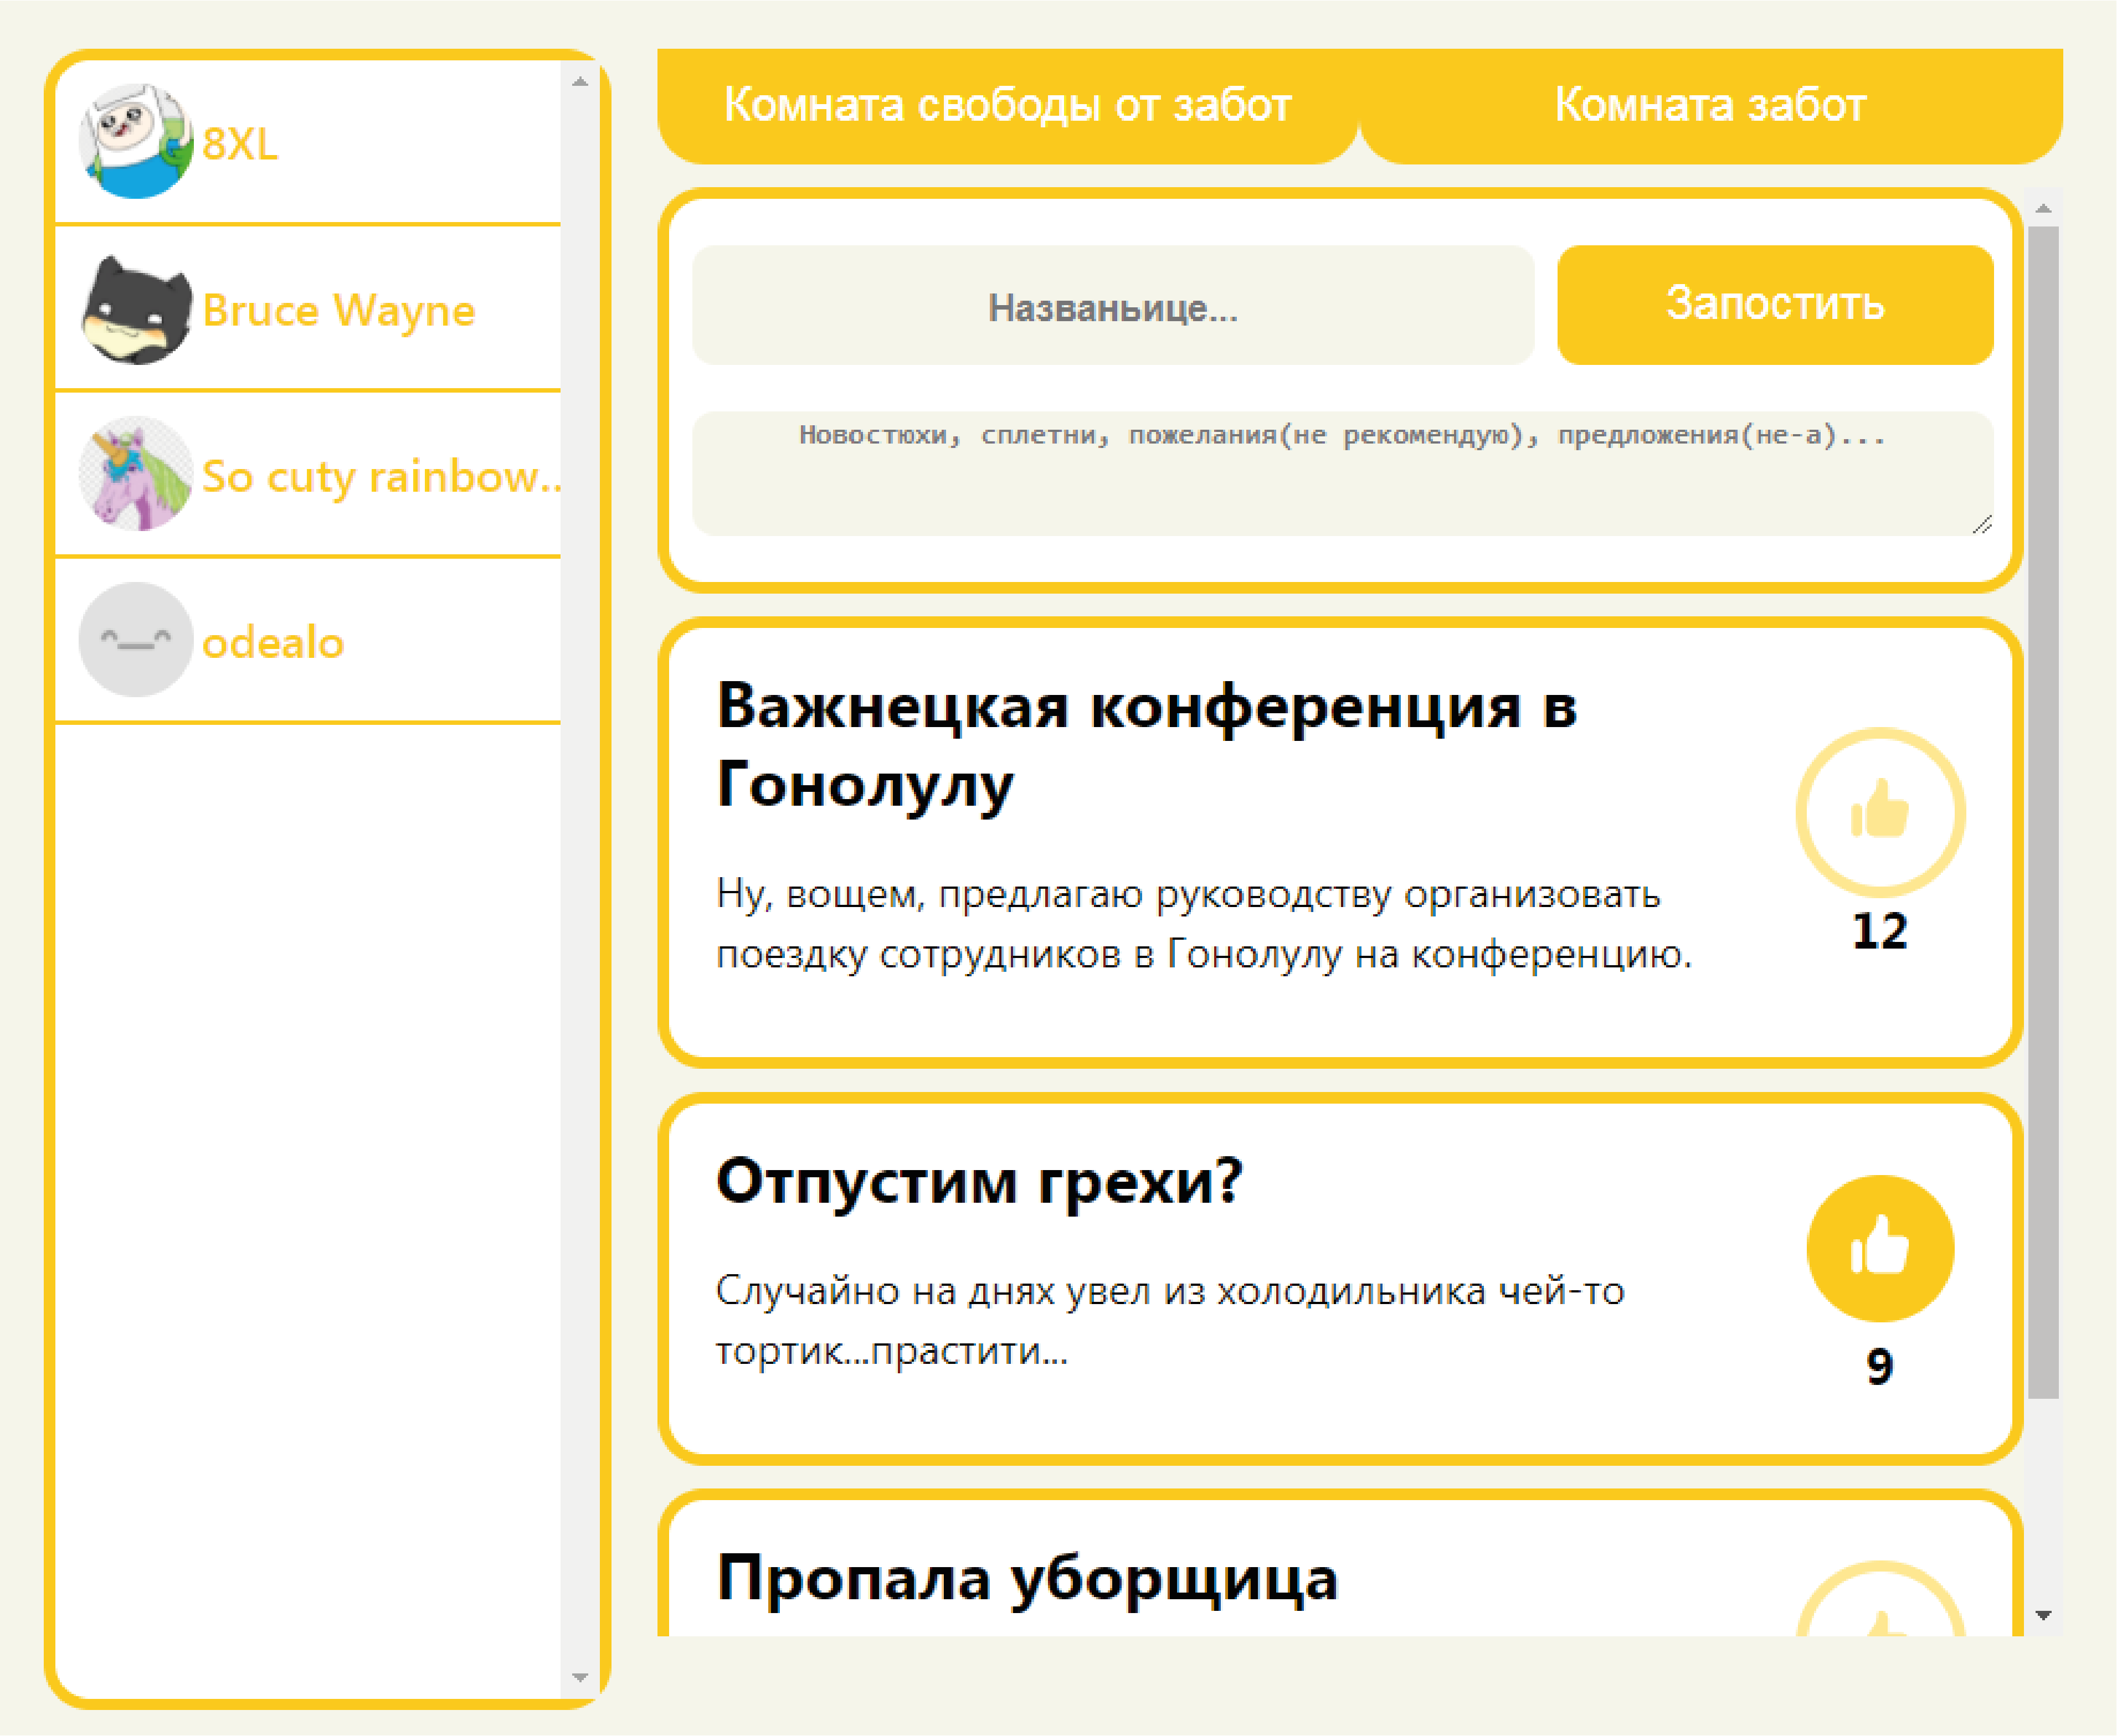 8XL
Bruce Wayne
So cuty rainbow..
odealo
Комната свободы от забот
Комната забот
Названьице...
Запостить
Новостюхи, сплетни, пожелания(не рекомендую), предложения(не-а)...
Важнецкая конференция в
Гонолулу
Ну, вощем, предлагаю руководству организовать
поездку сотрудников в Гонолулу на конференцию.
12
Отпустим грехи?
Случайно на днях увел из холодильника чей-то
тортик...прастити...
9
Пропала уборщица